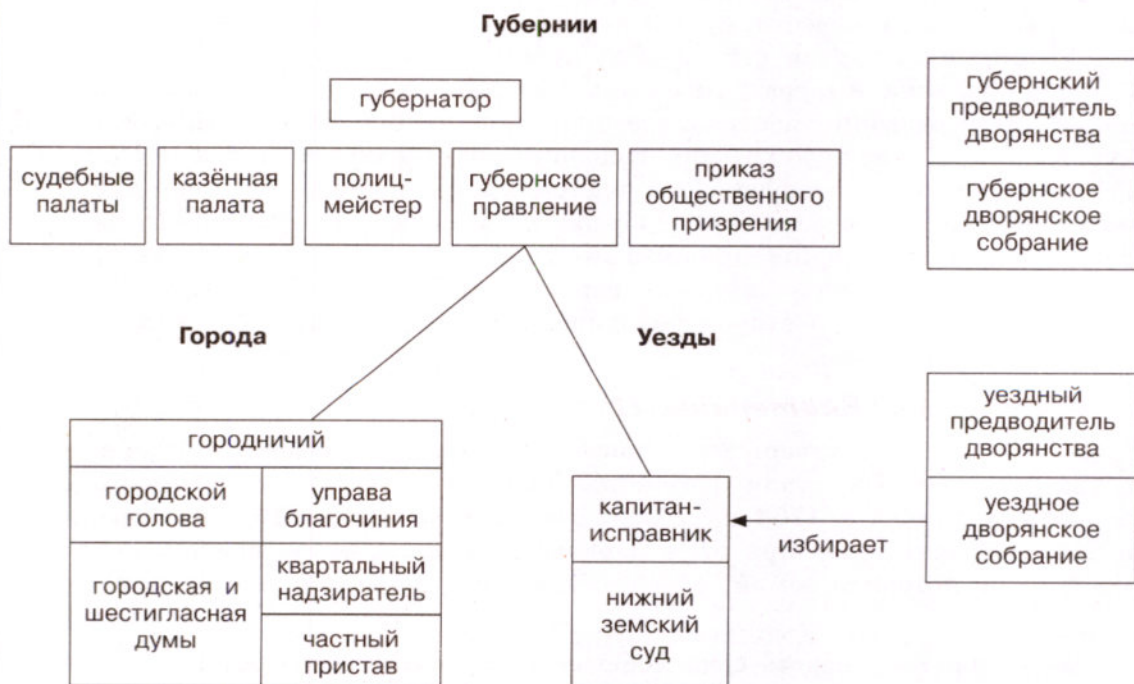 Губернии
губернатор
судебные
палаты
казённая
палата
полиц-
мейстер
губернское
правление
приказ
общественного
призрения
губернский
предводитель
дворянства
губернское
дворянское
собрание
Города
Уезды
городничий
городской
голова
управа
благочиния
городская и
шестигласная
думы
квартальный
надзиратель
частный
пристав
капитан-
исправник
нижний
земский
суд
избирает
уездный
предводитель
дворянства
уездное
дворянское
собрание